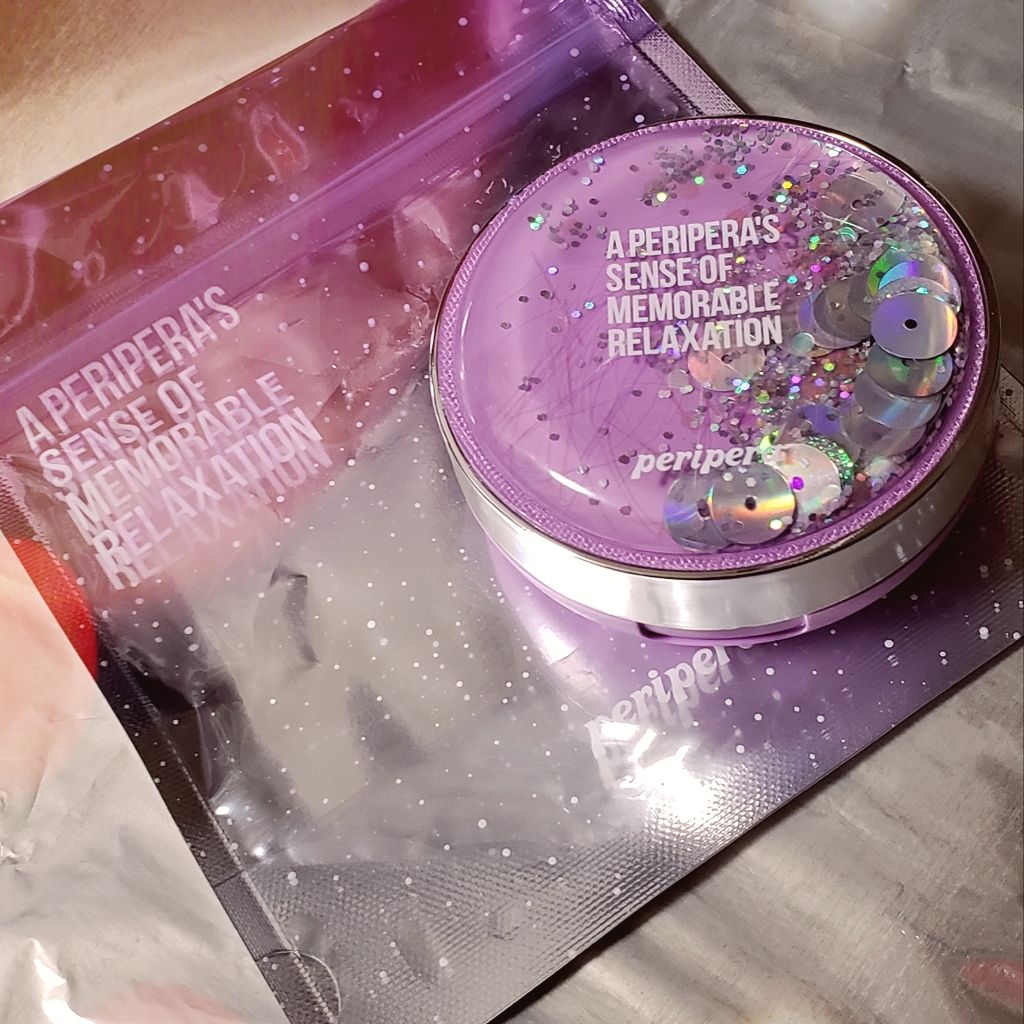 A PERIPERA'S
SENSE OF
MEMORABLE
RELAXATION
peripera
A PERIPERA'S
SENSE OF
MEMORABLE
RELAXATION
peripera